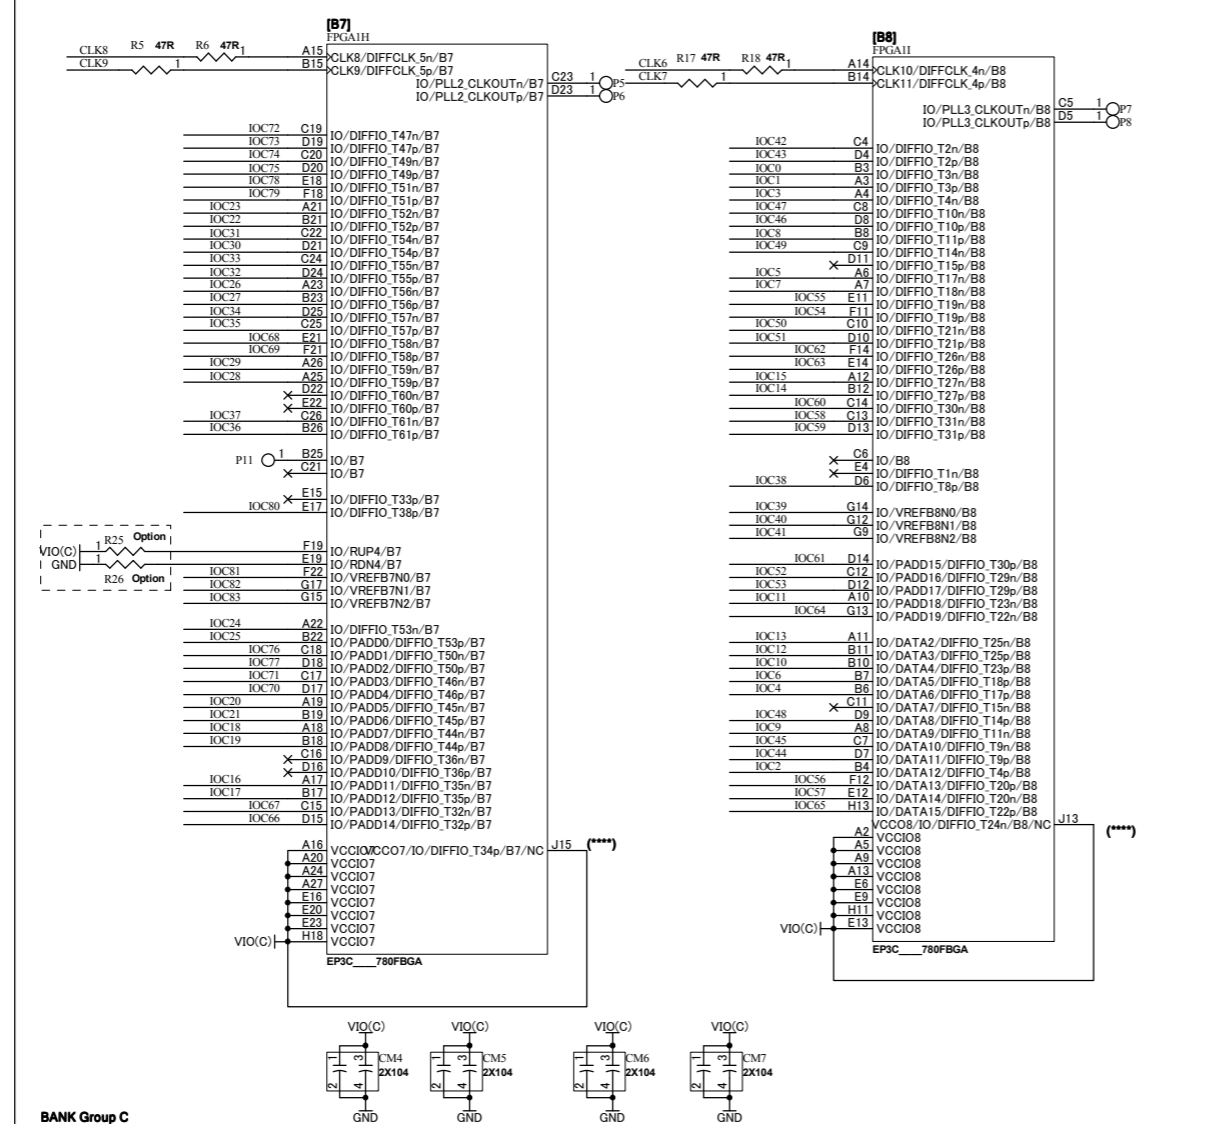 [B7]
FPGA1H
CLK8 R5 47R R6 47R 1 A15 CLK8/DIFFCLK_5n/B7
CLK9 1 B15 CLK9/DIFFCLK_5p/B7
IO/PLL2_CLKOUTn/B7 C23 1 P5
IO/PLL2_CLKOUTp/B7 D23 1 P6
IOC72 C19 IO/DIFFIO_T47n/B7
IOC73 D19 IO/DIFFIO_T47p/B7
IOC74 C20 IO/DIFFIO_T49n/B7
IOC75 D20 IO/DIFFIO_T49p/B7
IOC78 E18 IO/DIFFIO_T51n/B7
IOC79 F18 IO/DIFFIO_T51p/B7
IOC23 A21 IO/DIFFIO_T52n/B7
IOC22 B21 IO/DIFFIO_T52p/B7
IOC31 C22 IO/DIFFIO_T54n/B7
IOC30 D21 IO/DIFFIO_T54p/B7
IOC33 C24 IO/DIFFIO_T55n/B7
IOC32 D24 IO/DIFFIO_T55p/B7
IOC26 A23 IO/DIFFIO_T56n/B7
IOC27 B23 IO/DIFFIO_T56p/B7
IOC34 D25 IO/DIFFIO_T57n/B7
IOC35 C25 IO/DIFFIO_T57p/B7
IOC68 E21 IO/DIFFIO_T58n/B7
IOC69 F21 IO/DIFFIO_T58p/B7
IOC29 A26 IO/DIFFIO_T59n/B7
IOC28 A25 IO/DIFFIO_T59p/B7
D22 IO/DIFFIO_T60n/B7
E22 IO/DIFFIO_T60p/B7
IOC37 C26 IO/DIFFIO_T61n/B7
IOC36 B26 IO/DIFFIO_T61p/B7
P11 1 B25 IO/B7
C21 IO/B7
E15 IO/DIFFIO_T33p/B7
IOC80 E17 IO/DIFFIO_T38p/B7
VIO(C) 1 R25 Option F19 IO/RUP4/B7
GND 1 R26 Option E19 IO/RDN4/B7
IOC81 F22 IO/VREFB7N0/B7
IOC82 G17 IO/VREFB7N1/B7
IOC83 G15 IO/VREFB7N2/B7
IOC24 A22 IO/DIFFIO_T53n/B7
IOC25 B22 IO/PADD0/DIFFIO_T53p/B7
IOC76 C18 IO/PADD1/DIFFIO_T50n/B7
IOC77 D18 IO/PADD2/DIFFIO_T50p/B7
IOC71 C17 IO/PADD3/DIFFIO_T46n/B7
IOC70 D17 IO/PADD4/DIFFIO_T46p/B7
IOC20 A19 IO/PADD5/DIFFIO_T45n/B7
IOC21 B19 IO/PADD6/DIFFIO_T45p/B7
IOC18 A18 IO/PADD7/DIFFIO_T44n/B7
IOC19 B18 IO/PADD8/DIFFIO_T44p/B7
C16 IO/PADD9/DIFFIO_T36n/B7
D16 IO/PADD10/DIFFIO_T36p/B7
IOC16 A17 IO/PADD11/DIFFIO_T35n/B7
IOC17 B17 IO/PADD12/DIFFIO_T35p/B7
IOC67 C15 IO/PADD13/DIFFIO_T32n/B7
IOC66 D15 IO/PADD14/DIFFIO_T32p/B7
A16 VCCIO7 VCCO7/IO/DIFFIO_T34p/B7/NC J15 (****)
A20 VCCIO7
A24 VCCIO7
A27 VCCIO7
E16 VCCIO7
E20 VCCIO7
E23 VCCIO7
VIO(C) H18 VCCIO7
EP3C___780FBGA
[B8]
FPGA1I
CLK6 R17 47R R18 47R 1 A14 CLK10/DIFFCLK_4n/B8
CLK7 1 B14 CLK11/DIFFCLK_4p/B8
IO/PLL3_CLKOUTn/B8 C5 1 P7
IO/PLL3_CLKOUTp/B8 D5 1 P8
IOC42 C4 IO/DIFFIO_T2n/B8
IOC43 D4 IO/DIFFIO_T2p/B8
IOC0 B3 IO/DIFFIO_T3n/B8
IOC1 A3 IO/DIFFIO_T3p/B8
IOC3 A4 IO/DIFFIO_T4n/B8
IOC47 C8 IO/DIFFIO_T10n/B8
IOC46 D8 IO/DIFFIO_T10p/B8
IOC8 B8 IO/DIFFIO_T11p/B8
IOC49 C9 IO/DIFFIO_T14n/B8
D11 IO/DIFFIO_T15p/B8
IOC5 A6 IO/DIFFIO_T17n/B8
IOC7 A7 IO/DIFFIO_T18n/B8
IOC55 E11 IO/DIFFIO_T19n/B8
IOC54 F11 IO/DIFFIO_T19p/B8
IOC50 C10 IO/DIFFIO_T21n/B8
IOC51 D10 IO/DIFFIO_T21p/B8
IOC62 F14 IO/DIFFIO_T26n/B8
IOC63 E14 IO/DIFFIO_T26p/B8
IOC15 A12 IO/DIFFIO_T27n/B8
IOC14 B12 IO/DIFFIO_T27p/B8
IOC60 C14 IO/DIFFIO_T30n/B8
IOC58 C13 IO/DIFFIO_T31n/B8
IOC59 D13 IO/DIFFIO_T31p/B8
C6 IO/B8
E4 IO/DIFFIO_T1n/B8
IOC38 D6 IO/DIFFIO_T8p/B8
IOC39 G14 IO/VREFB8N0/B8
IOC40 G12 IO/VREFB8N1/B8
IOC41 G9 IO/VREFB8N2/B8
IOC61 D14 IO/PADD15/DIFFIO_T30p/B8
IOC52 C12 IO/PADD16/DIFFIO_T29n/B8
IOC53 D12 IO/PADD17/DIFFIO_T29p/B8
IOC11 A10 IO/PADD18/DIFFIO_T23n/B8
IOC64 G13 IO/PADD19/DIFFIO_T22n/B8
IOC13 A11 IO/DATA2/DIFFIO_T25n/B8
IOC12 B11 IO/DATA3/DIFFIO_T25p/B8
IOC10 B10 IO/DATA4/DIFFIO_T23p/B8
IOC6 B7 IO/DATA5/DIFFIO_T18p/B8
IOC4 B6 IO/DATA6/DIFFIO_T17p/B8
C11 IO/DATA7/DIFFIO_T15n/B8
IOC48 D9 IO/DATA8/DIFFIO_T14p/B8
IOC9 A8 IO/DATA9/DIFFIO_T11n/B8
IOC45 C7 IO/DATA10/DIFFIO_T9n/B8
IOC44 D7 IO/DATA11/DIFFIO_T9p/B8
IOC2 B4 IO/DATA12/DIFFIO_T4p/B8
IOC56 F12 IO/DATA13/DIFFIO_T20p/B8
IOC57 E12 IO/DATA14/DIFFIO_T20n/B8
IOC65 H13 IO/DATA15/DIFFIO_T22p/B8
VCCO8/IO/DIFFIO_T24n/B8/NC J13 (****)
A2 VCCIO8
A5 VCCIO8
A9 VCCIO8
A13 VCCIO8
E6 VCCIO8
E9 VCCIO8
H11 VCCIO8
VIO(C) E13 VCCIO8
EP3C___780FBGA
VIO(C) VIO(C) VIO(C) VIO(C)
1 3 CM4 1 3 CM5 1 3 CM6 1 3 CM7
2X104 2X104 2X104 2X104
2 4 2 4 2 4 2 4
GND GND GND GND
BANK Group C